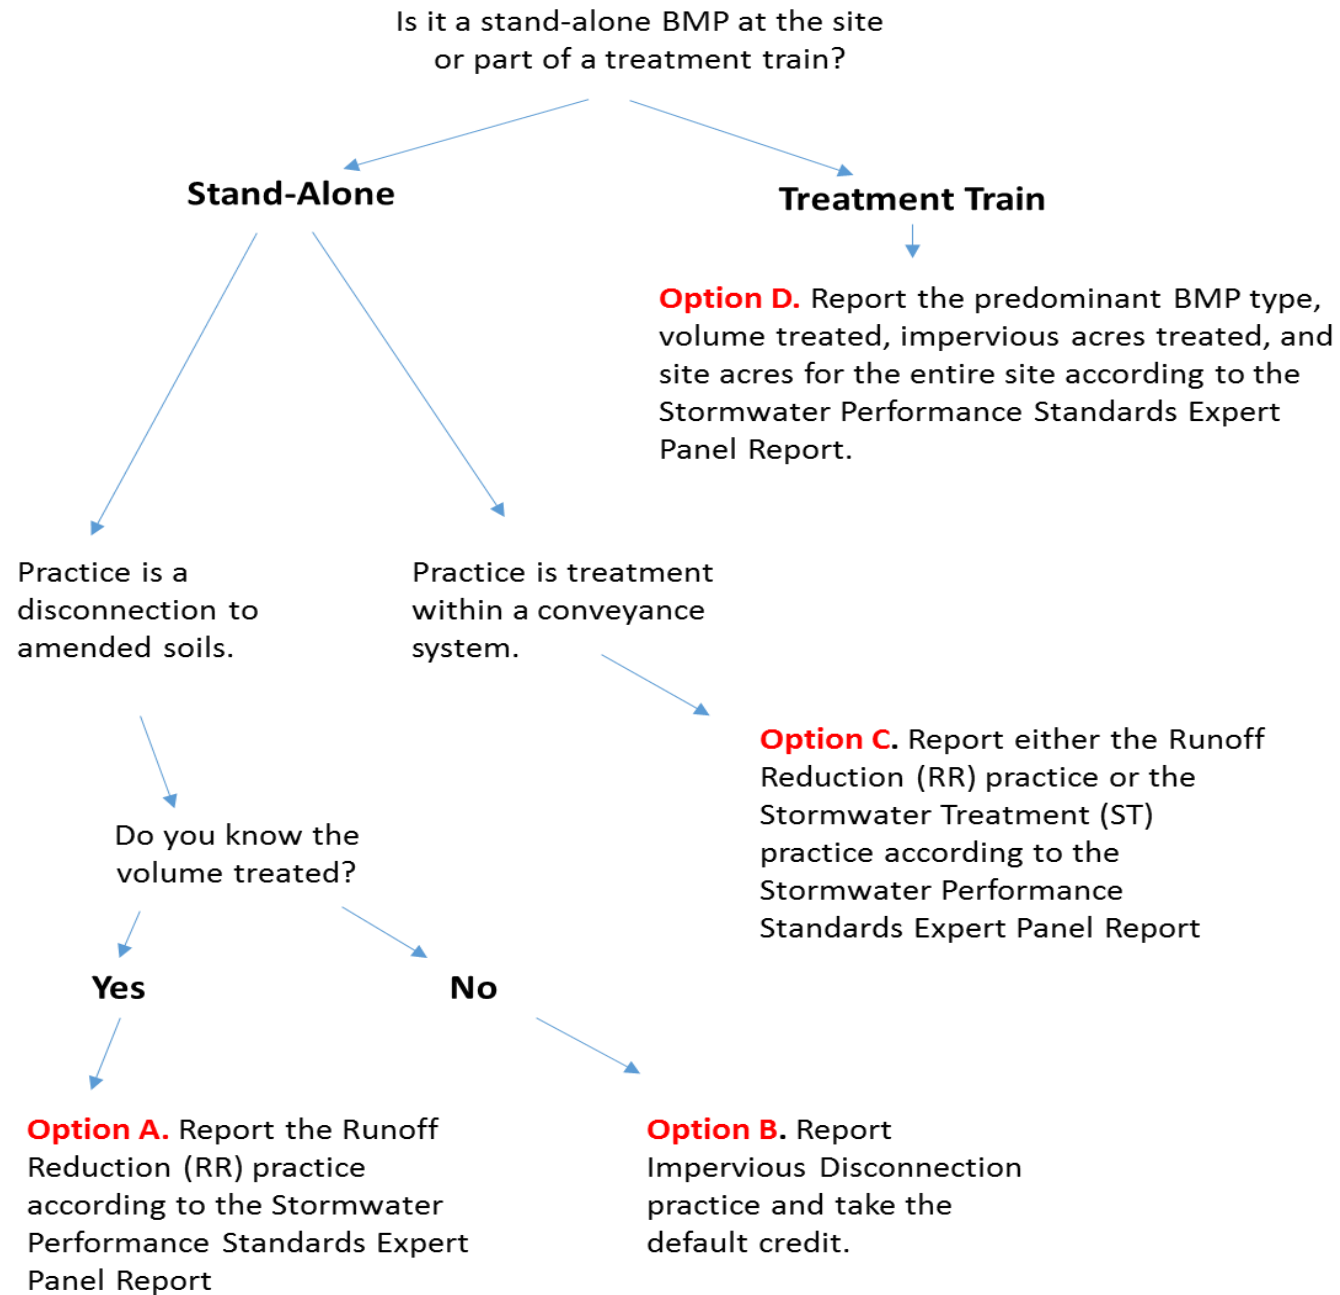 Is it a stand-alone BMP at the site
or part of a treatment train?
Stand-Alone
Treatment Train
Option D. Report the predominant BMP type,
volume treated, impervious acres treated, and
site acres for the entire site according to the
Stormwater Performance Standards Expert
Panel Report.
Practice is a
disconnection to
amended soils.
Practice is treatment
within a conveyance
system.
Option C. Report either the Runoff
Reduction (RR) practice or the
Stormwater Treatment (ST)
practice according to the
Stormwater Performance
Standards Expert Panel Report
Do you know the
volume treated?
Yes
No
Option A. Report the Runoff
Reduction (RR) practice
according to the Stormwater
Performance Standards Expert
Panel Report
Option B. Report
Impervious Disconnection
practice and take the
default credit.